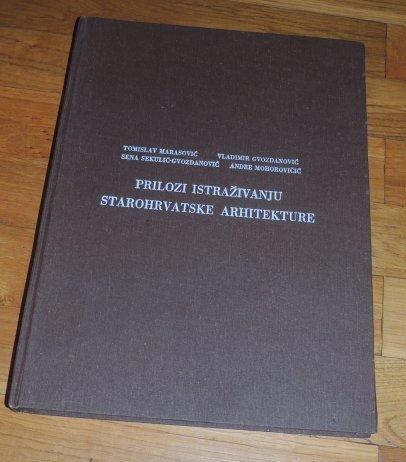 TOMISLAV MARASOVIĆ VLADIMIR GVOZDANOVIĆ
SENA SEKULIĆ-GVOZDANOVIĆ ANDRE MOHOROVIČIĆ
PRILOZI ISTRAŽIVANJU
STAROHRVATSKE ARHITEKTURE